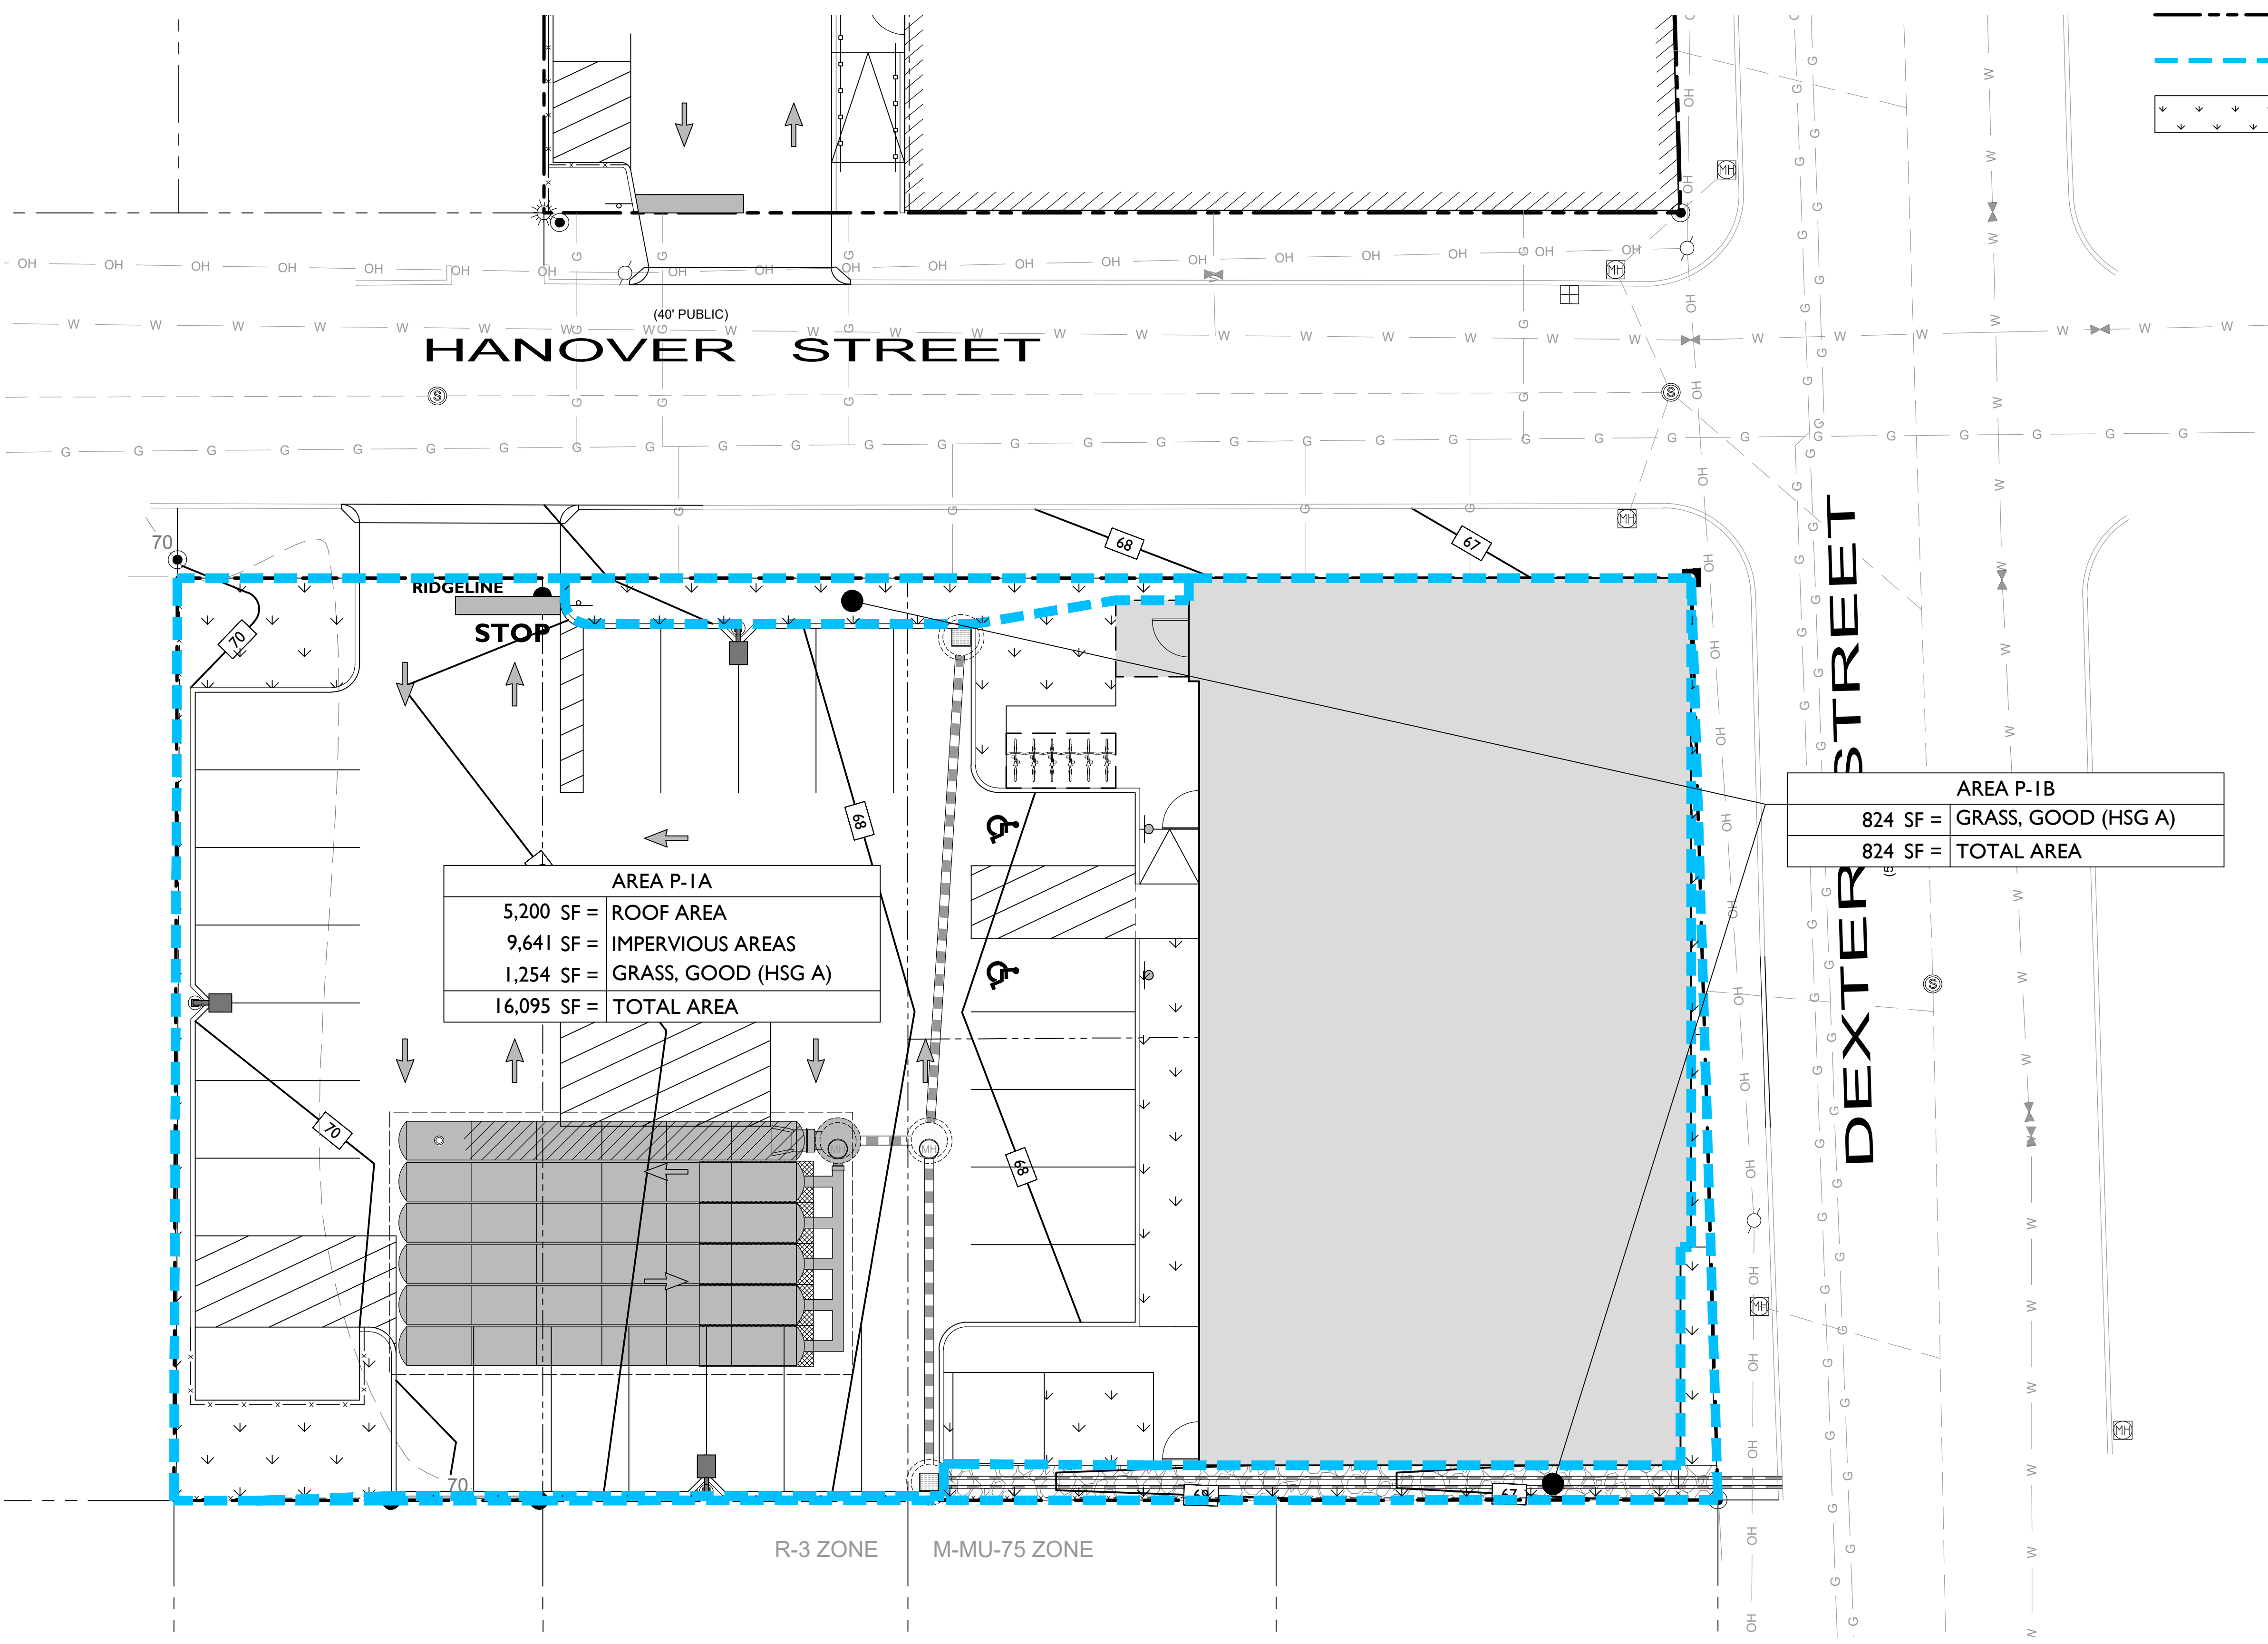 (40' PUBLIC)
HANOVER STREET
70
68
67
RIDGELINE
STOP
70
68
DEXTER STREET
AREA P-1B
824 SF = GRASS, GOOD (HSG A)
824 SF = TOTAL AREA
AREA P-1A
5,200 SF = ROOF AREA
9,641 SF = IMPERVIOUS AREAS
1,254 SF = GRASS, GOOD (HSG A)
16,095 SF = TOTAL AREA
70
68
MH
MH
70
67
R-3 ZONE
M-MU-75 ZONE
OH
W
G
S
MH